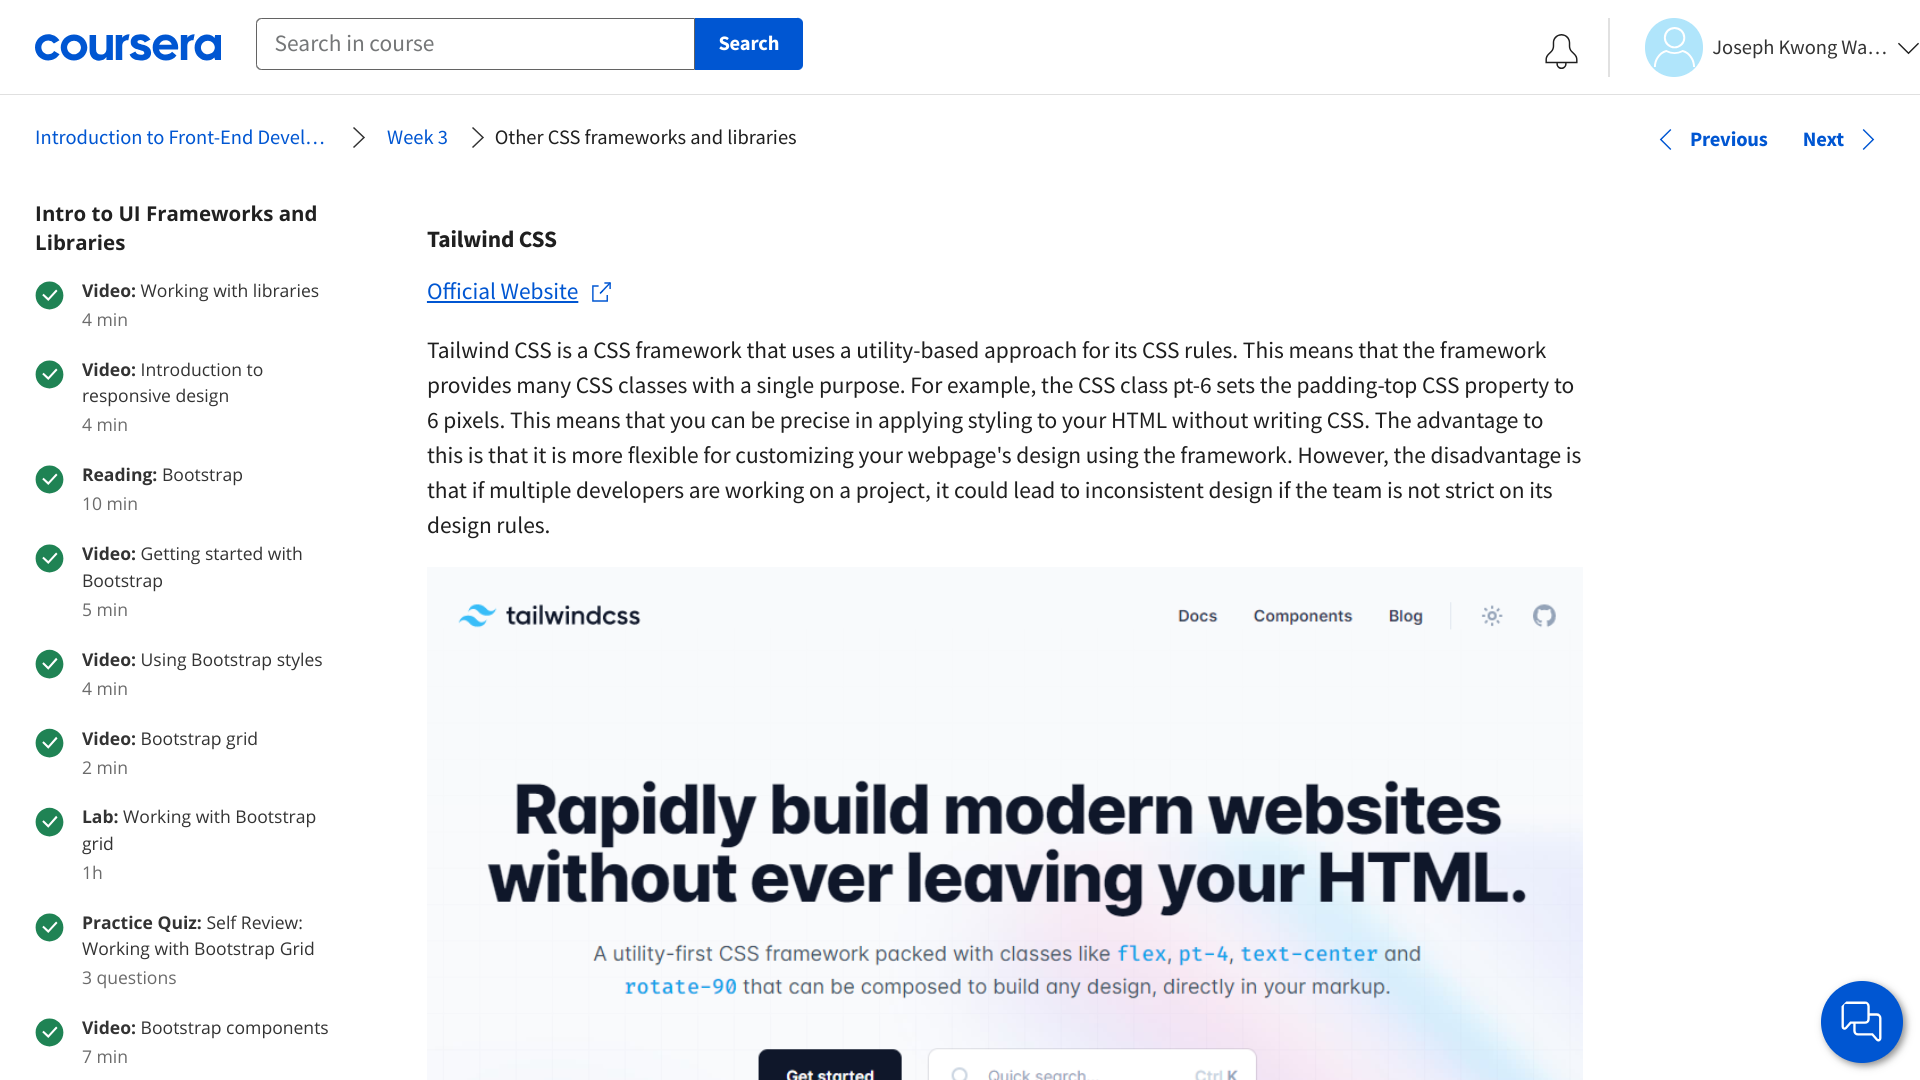 coursera
Search in course
Search
Joseph Kwong Wa...
Introduction to Front-End Devel...
Week 3
Other CSS frameworks and libraries
Previous
Next
Intro to UI Frameworks and
Libraries
Video: Working with libraries
4 min
Video: Introduction to
responsive design
4 min
Reading: Bootstrap
10 min
Video: Getting started with
Bootstrap
5 min
Video: Using Bootstrap styles
4 min
Video: Bootstrap grid
2 min
Lab: Working with Bootstrap
grid
1h
Practice Quiz: Self Review:
Working with Bootstrap Grid
3 questions
Video: Bootstrap components
7 min
Tailwind CSS
Official Website
Tailwind CSS is a CSS framework that uses a utility-based approach for its CSS rules. This means that the framework
provides many CSS classes with a single purpose. For example, the CSS class pt-6 sets the padding-top CSS property to
6 pixels. This means that you can be precise in applying styling to your HTML without writing CSS. The advantage to
this is that it is more flexible for customizing your webpage's design using the framework. However, the disadvantage is
that if multiple developers are working on a project, it could lead to inconsistent design if the team is not strict on its
design rules.
tailwindcss
Docs
Components
Blog
Rapidly build modern websites
without ever leaving your HTML.
A utility-first CSS framework packed with classes like flex, pt-4, text-center and
rotate-90 that can be composed to build any design, directly in your markup.
Get started
Quick search...
Ctrl K